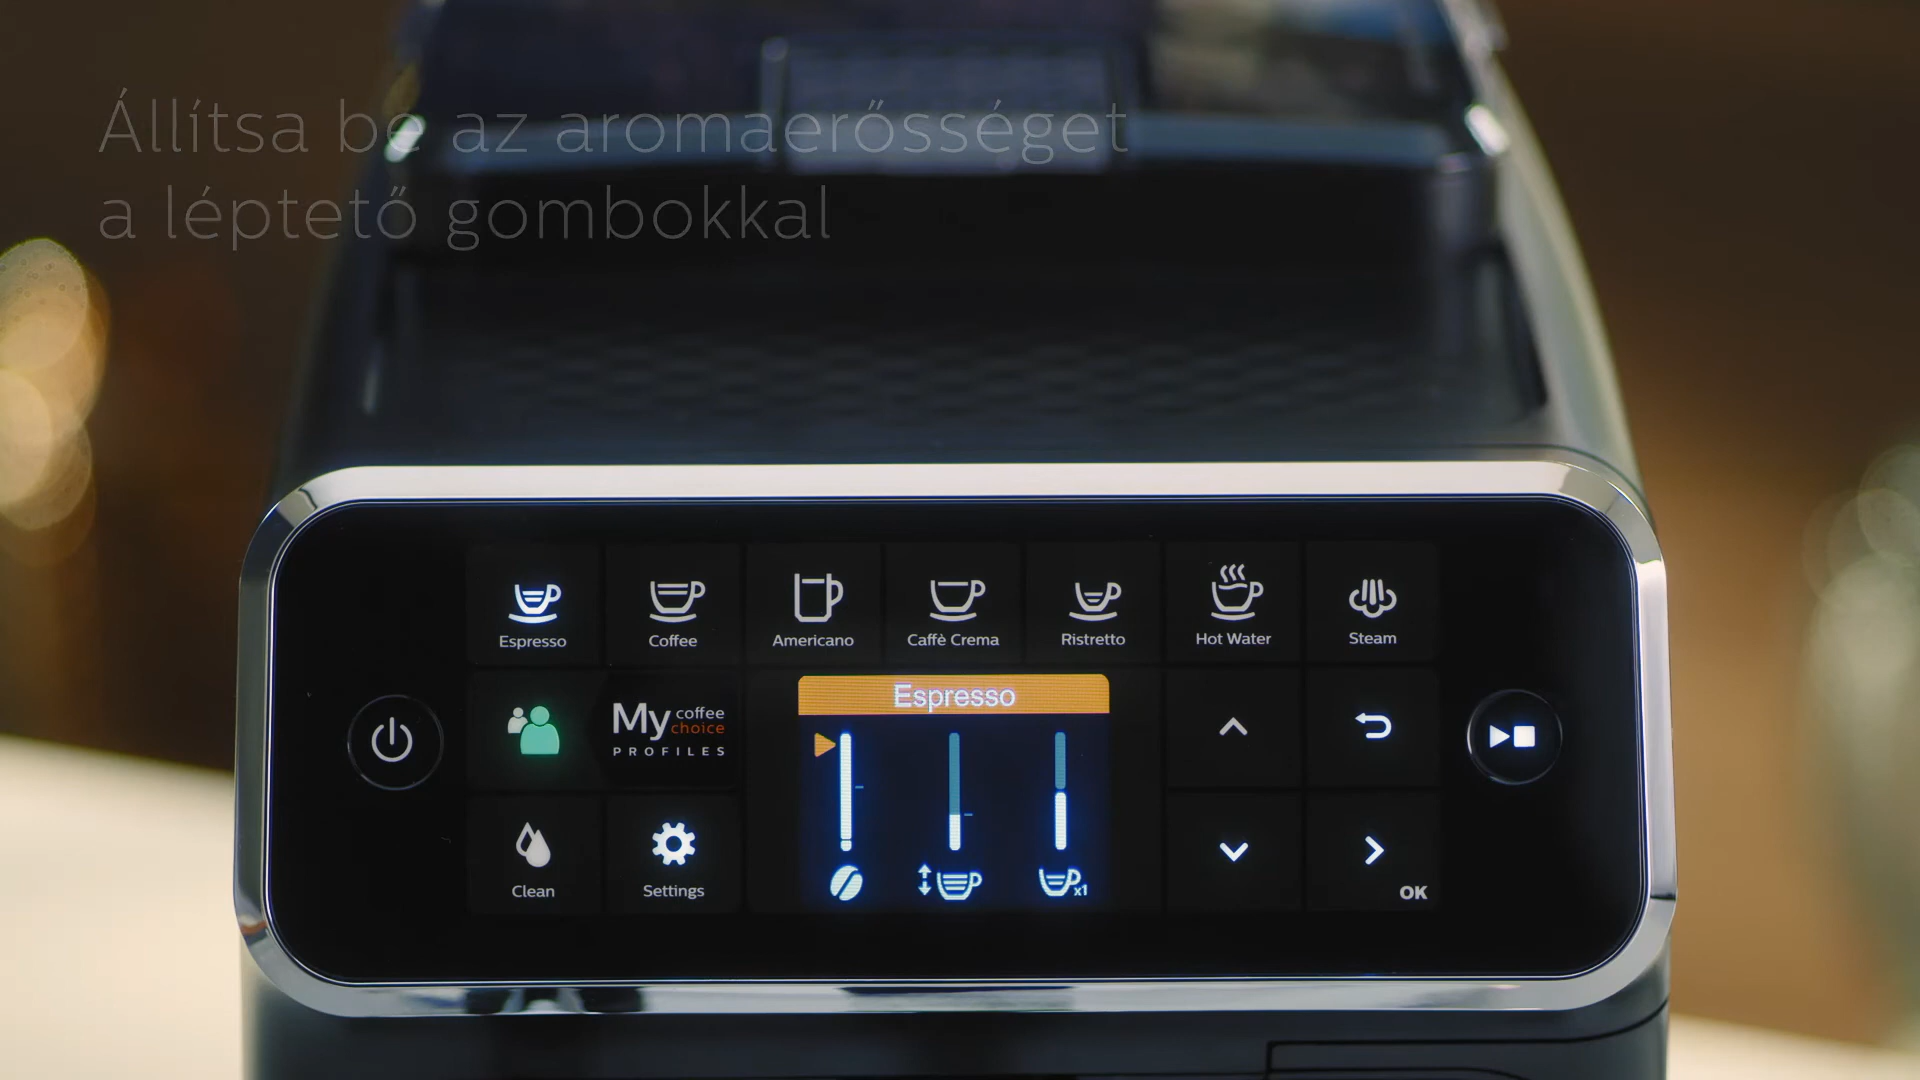 Állítsa be az aromaerősséget
a léptető gombokkal
Espresso
Coffee
Americano
Caffè Crema
Ristretto
Hot Water
Steam
My coffee choice
PROFILES
Espresso
x1
Clean
Settings
OK